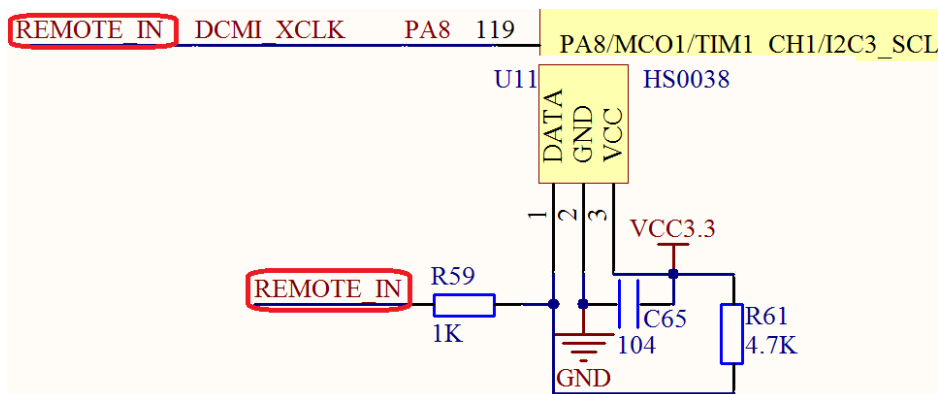 REMOTE_IN DCMI_XCLK PA8 119
PA8/MCO1/TIM1_CH1/I2C3_SCL
U11 HS0038
DATA
GND
VCC
1
2
3
VCC3.3
REMOTE_IN R59
1K
C65
104
R61
4.7K
GND